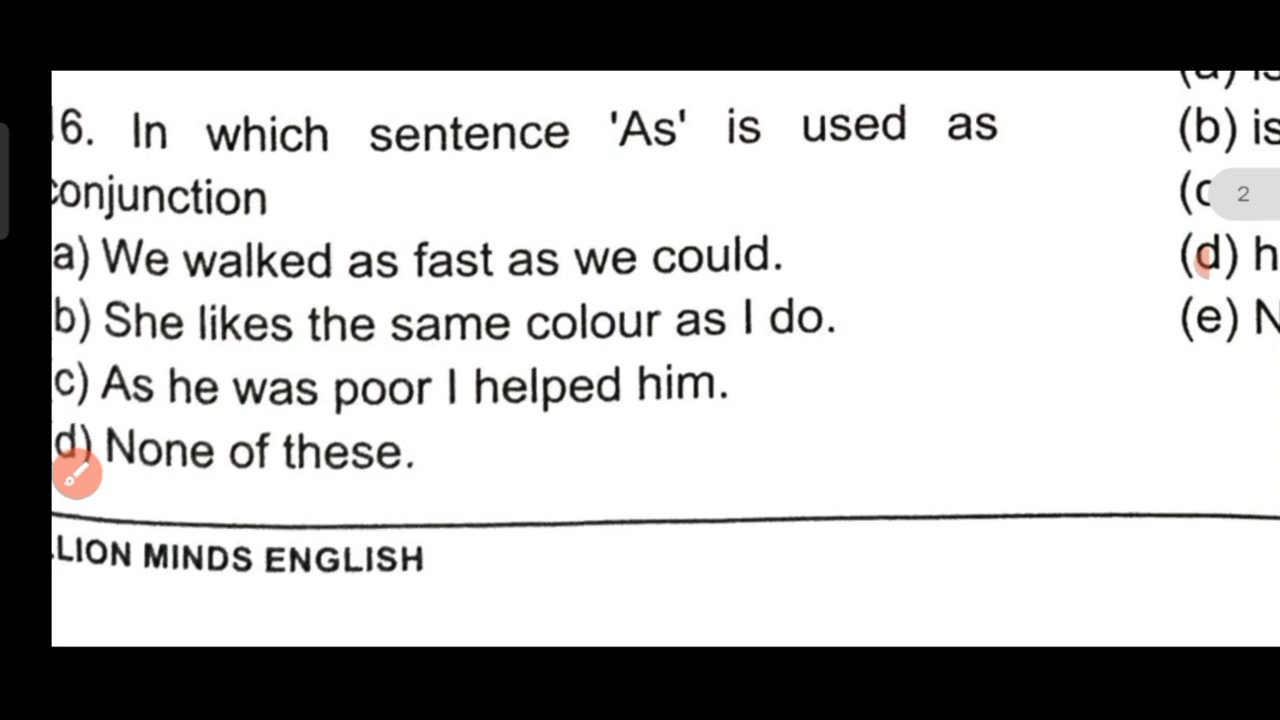 6. In which sentence 'As' is used as
conjunction
a) We walked as fast as we could.
b) She likes the same colour as I do.
c) As he was poor I helped him.
d) None of these.
LION MINDS ENGLISH
(b) is
(c
2
(d) h
(e) N